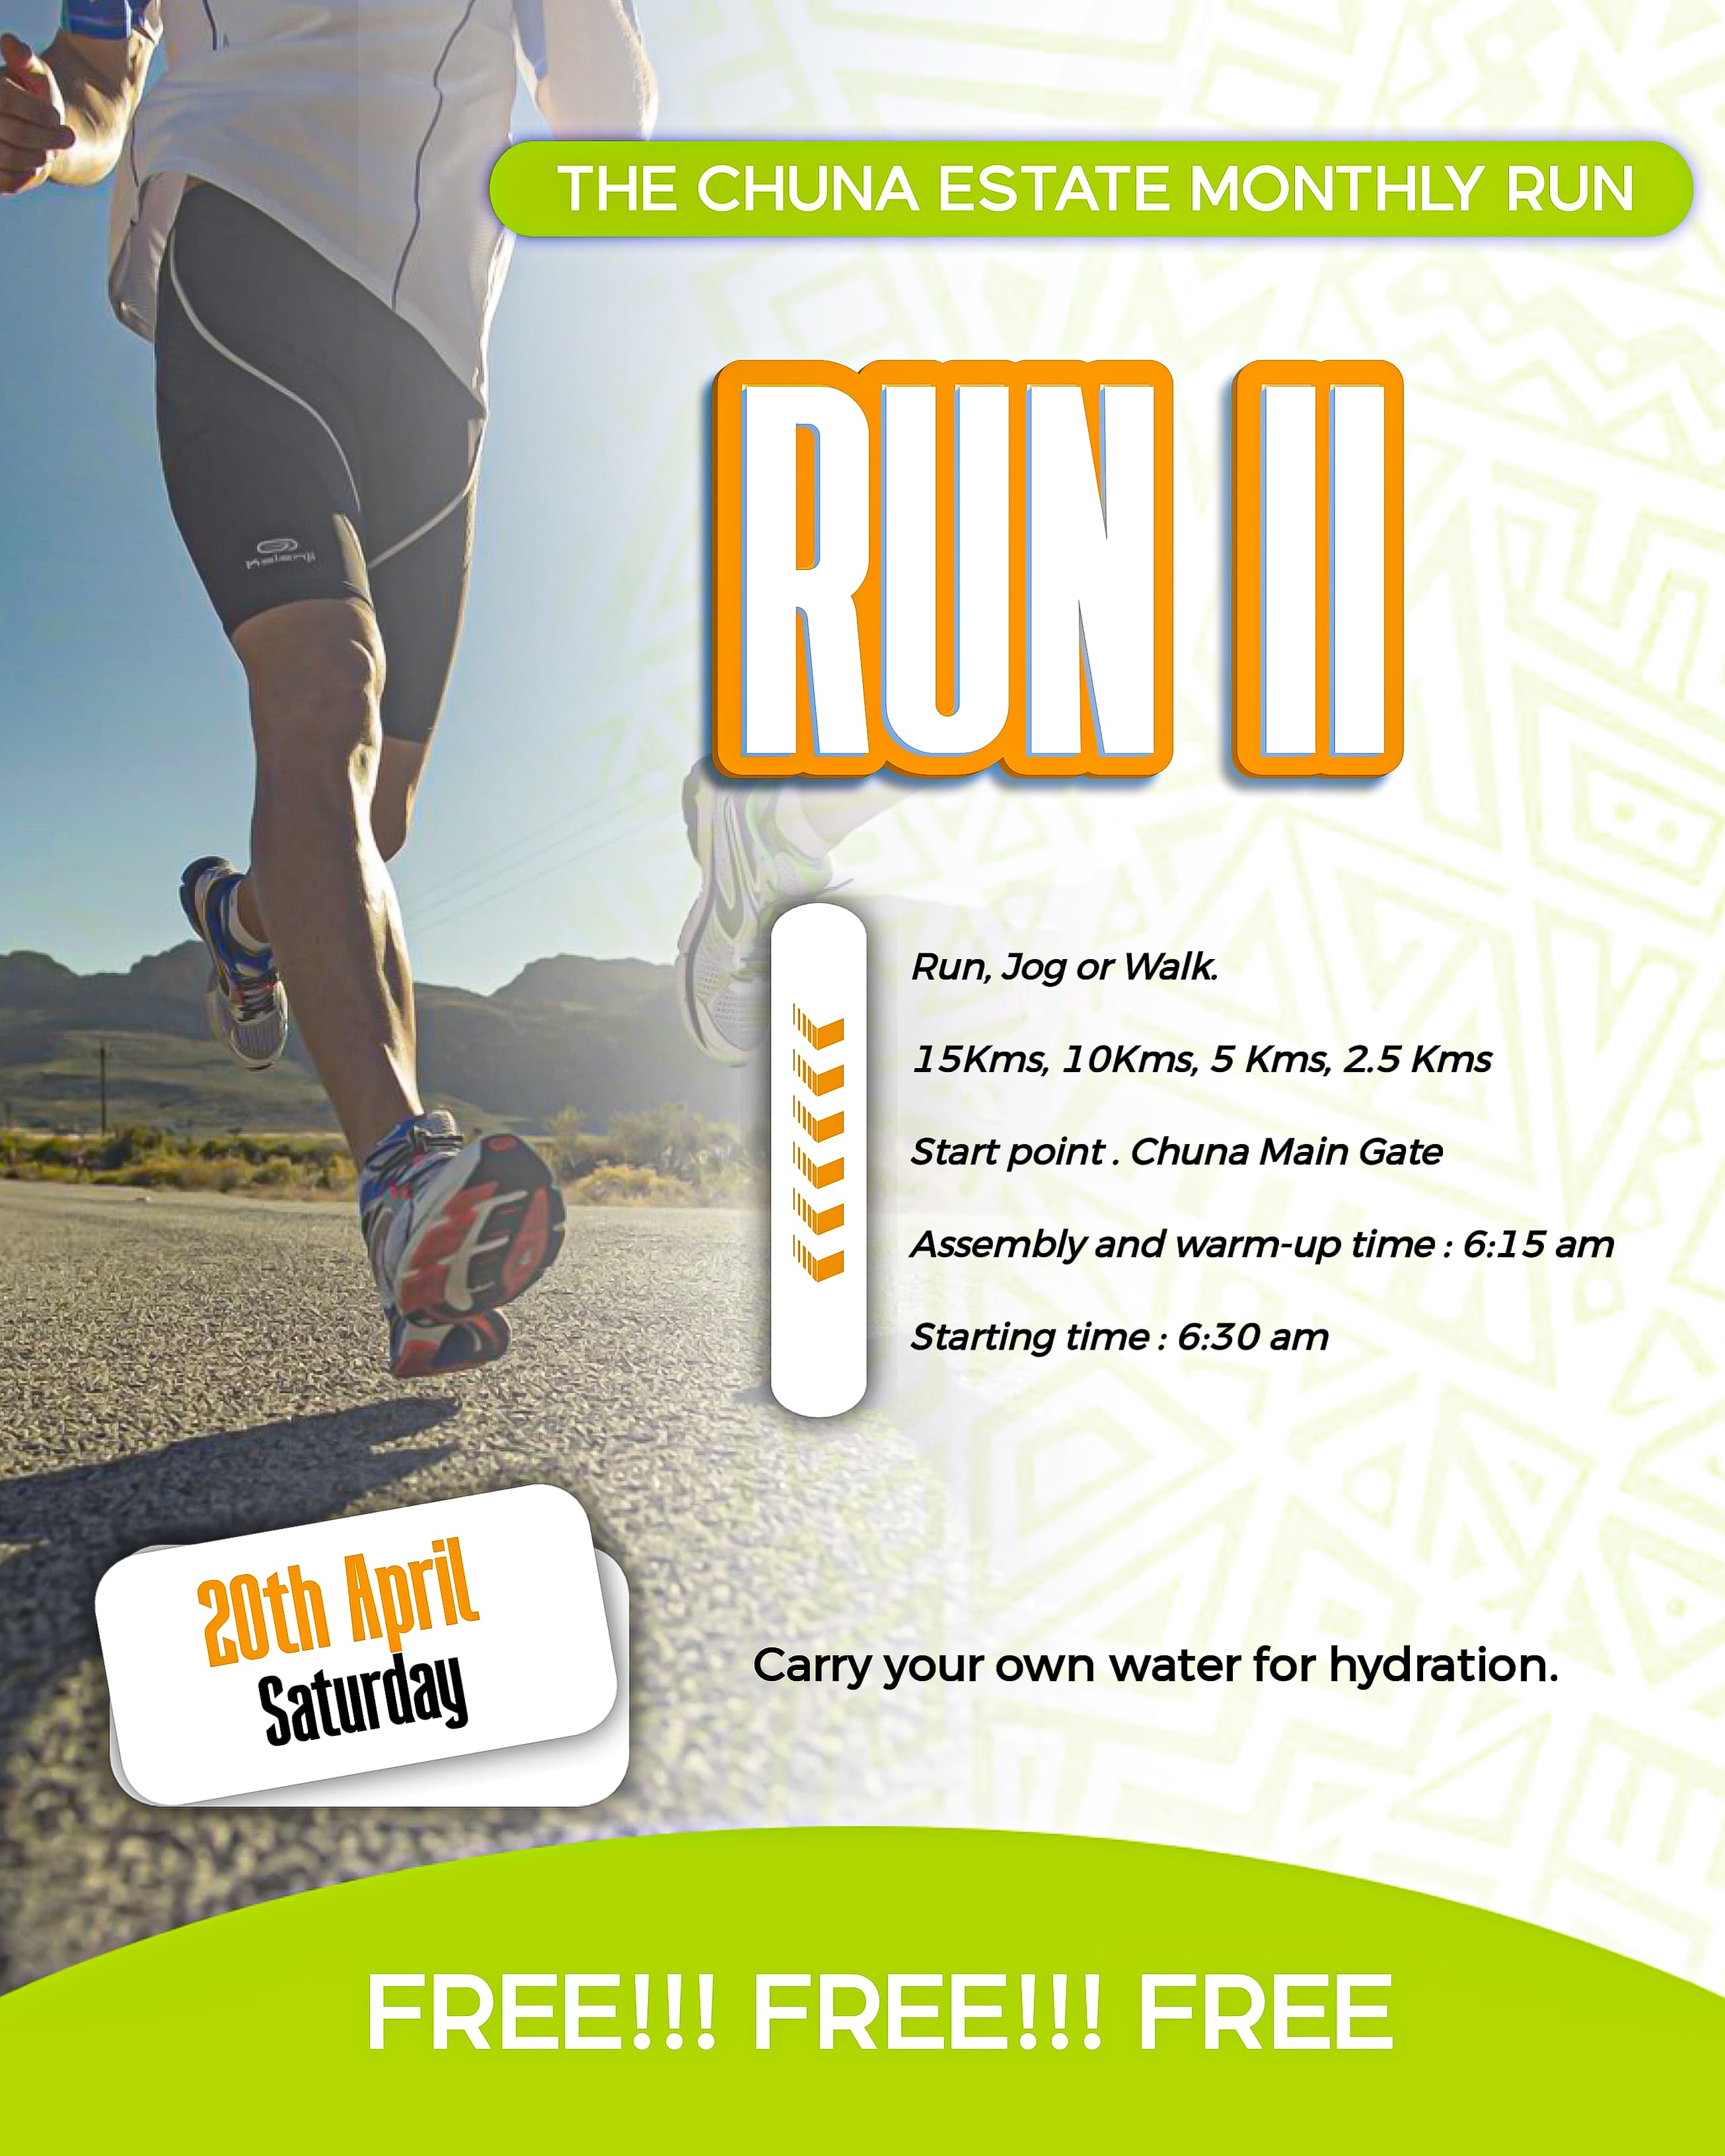 THE CHUNA ESTATE MONTHLY RUN
RUN II
Kalenji
Run, Jog or Walk.
15Kms, 10Kms, 5 Kms, 2.5 Kms
Start point . Chuna Main Gate
Assembly and warm-up time : 6:15 am
Starting time : 6:30 am
20th April
Saturday
Carry your own water for hydration.
FREE!!! FREE!!! FREE